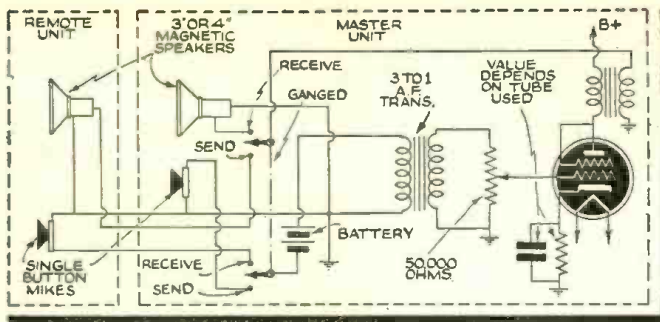 REMOTE
UNIT
3" OR 4"
MAGNETIC
SPEAKERS
MASTER
UNIT
RECEIVE
GANGED
SEND
3 TO 1
A.F. TRANS.
VALUE
DEPENDS
ON TUBE
USED
B+
BATTERY
50,000
OHMS.
SINGLE
BUTTON
MIKES
RECEIVE
SEND